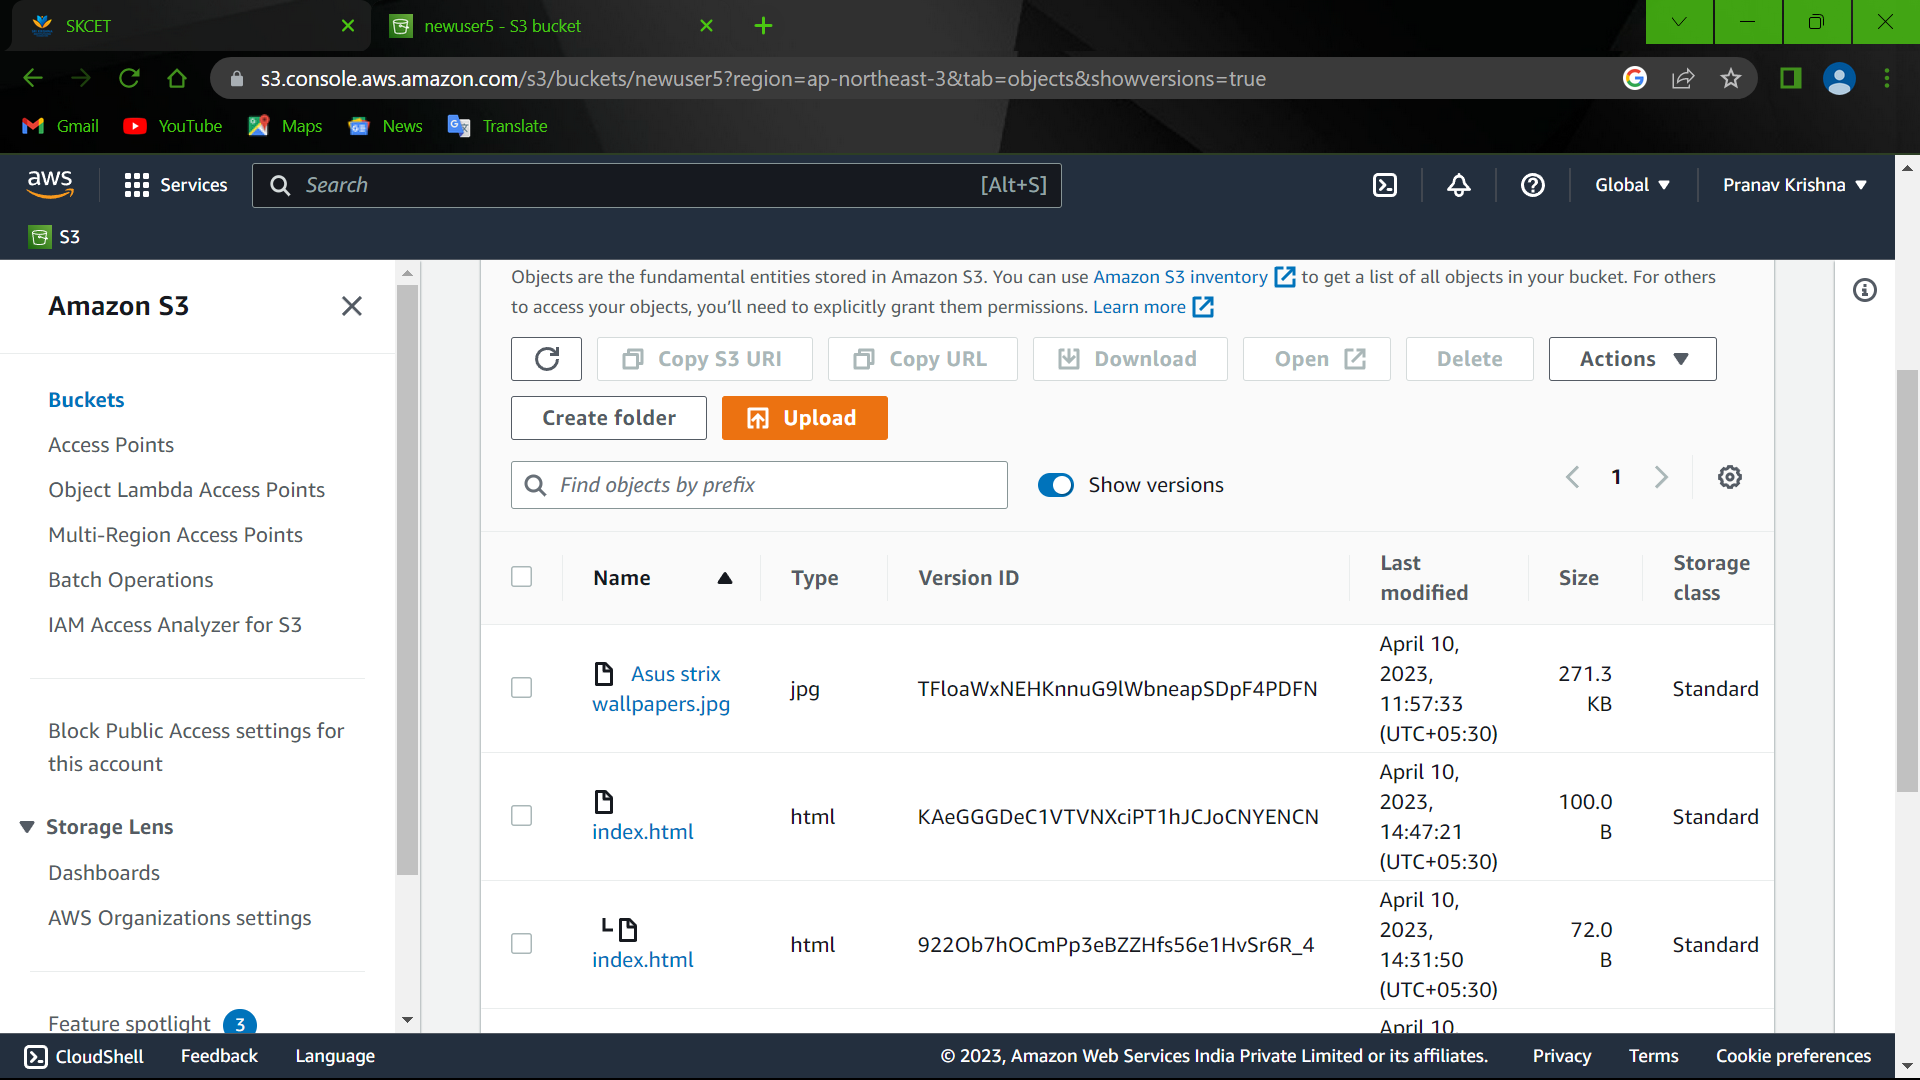 SKCET
newuser5 - S3 bucket
s3.console.aws.amazon.com/s3/buckets/newuser5?region=ap-northeast-3&tab=objects&showversions=true
Gmail YouTube Maps News Translate
aws Services Search [Alt+S] Global Pranav Krishna
S3
Amazon S3
Buckets
Access Points
Object Lambda Access Points
Multi-Region Access Points
Batch Operations
IAM Access Analyzer for S3
Block Public Access settings for
this account
Storage Lens
Dashboards
AWS Organizations settings
Feature spotlight 3
Objects are the fundamental entities stored in Amazon S3. You can use Amazon S3 inventory to get a list of all objects in your bucket. For others
to access your objects, you’ll need to explicitly grant them permissions. Learn more
Copy S3 URI Copy URL Download Open Delete Actions
Create folder Upload
Find objects by prefix Show versions 1
Name Type Version ID Last modified Size Storage class
Asus strix
wallpapers.jpg
jpg
TFloaWxNEHKnnuG9lWbneapSDpF4PDFN
April 10,
2023,
11:57:33
(UTC+05:30)
271.3
KB
Standard
index.html
html
KAeGGGDeC1VTVNXciPT1hJCJoCNYENCN
April 10,
2023,
14:47:21
(UTC+05:30)
100.0
B
Standard
index.html
html
922Ob7hOCmPp3eBZZHfs56e1HvSr6R_4
April 10,
2023,
14:31:50
(UTC+05:30)
72.0
B
Standard
April 10,
CloudShell Feedback Language © 2023, Amazon Web Services India Private Limited or its affiliates. Privacy Terms Cookie preferences